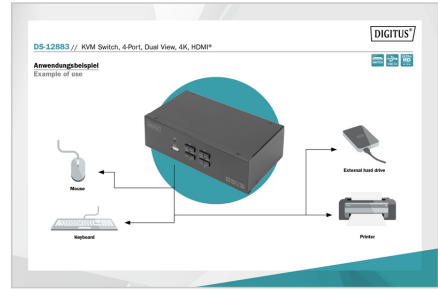 DIGITUS®
DS-12883 // KVM Switch, 4-Port, Dual View, 4K, HDMI®
Anwendungsbeispiel
Example of use
Mouse
External hard drive
Keyboard
Printer